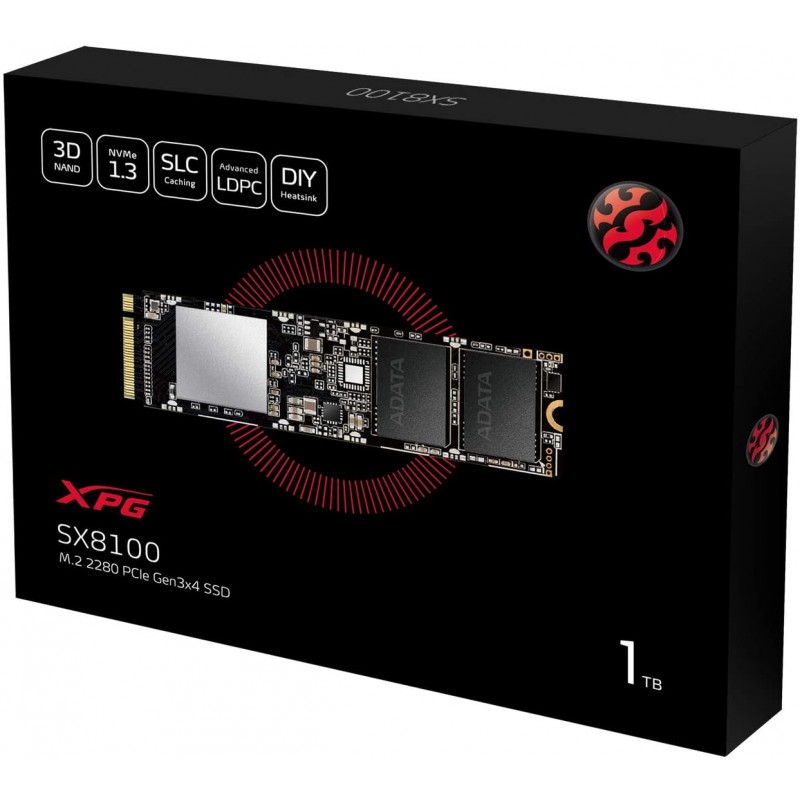 SX8100
3D
NAND
NVMe
1.3
SLC
Caching
Advanced
LDPC
DIY
Heatsink
ADATA
ADATA
XPG
SX8100
M.2 2280 PCIe Gen3x4 SSD
1 TB